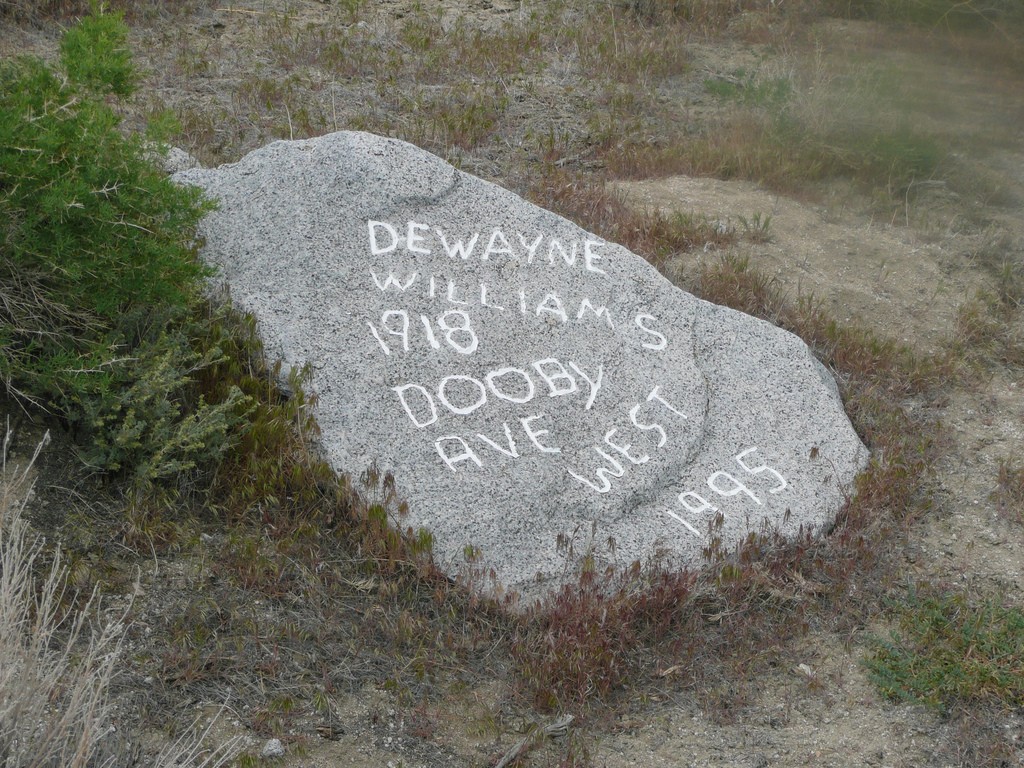 DEWAYNE
WILLIAMS
1918
DOOBY
AVE WEST
1995